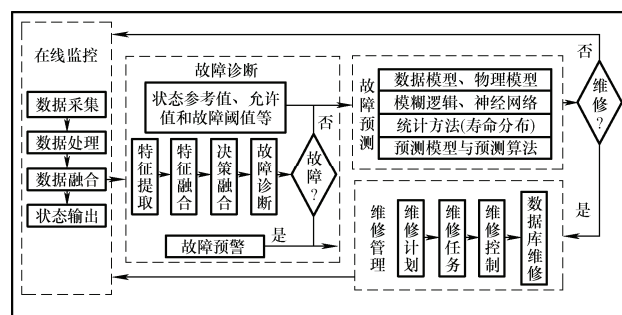 在线监控
数据采集
数据处理
数据融合
状态输出
故障诊断
状态参考值、允许
值和故障阈值等
特征提取
特征融合
决策融合
故障诊断
故障?
否
是
故障预警
故障预测
数据模型、物理模型
模糊逻辑、神经网络
统计方法(寿命分布)
预测模型与预测算法
维修?
否
是
维修管理
维修计划
维修任务
维修控制
数据库维修